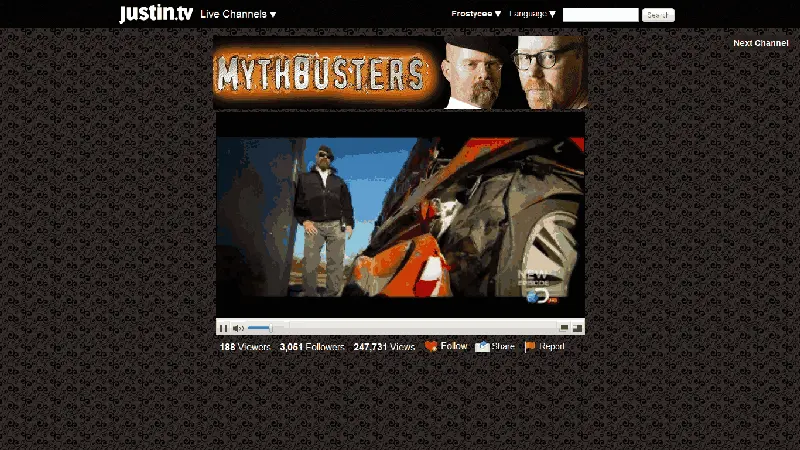 justin.tv Live Channels ▼ Frostycee ▼ Language ▼ Search
Next Channel
MYTHBUSTERS
NEW
EPISODE
D HD
188 Viewers 3,051 Followers 247,731 Views Follow Share Report